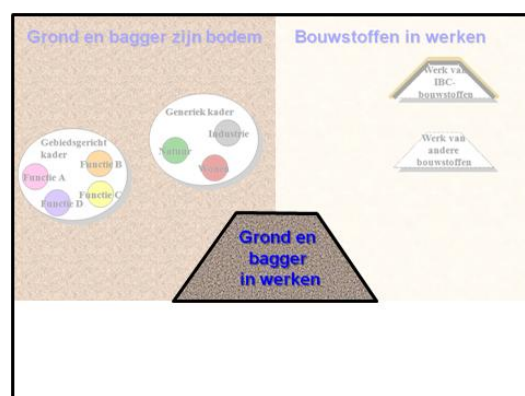 Grond en bagger zijn bodem
Bouwstoffen in werken
Generiek kader
Industrie
Natuur
Wonen
Gebiedsgericht
kader
Functie B
Functie A
Functie C
Functie D
Werk van
IBC-
bouwstoffen
Werk van
andere
bouwstoffen
Grond en
bagger
in werken